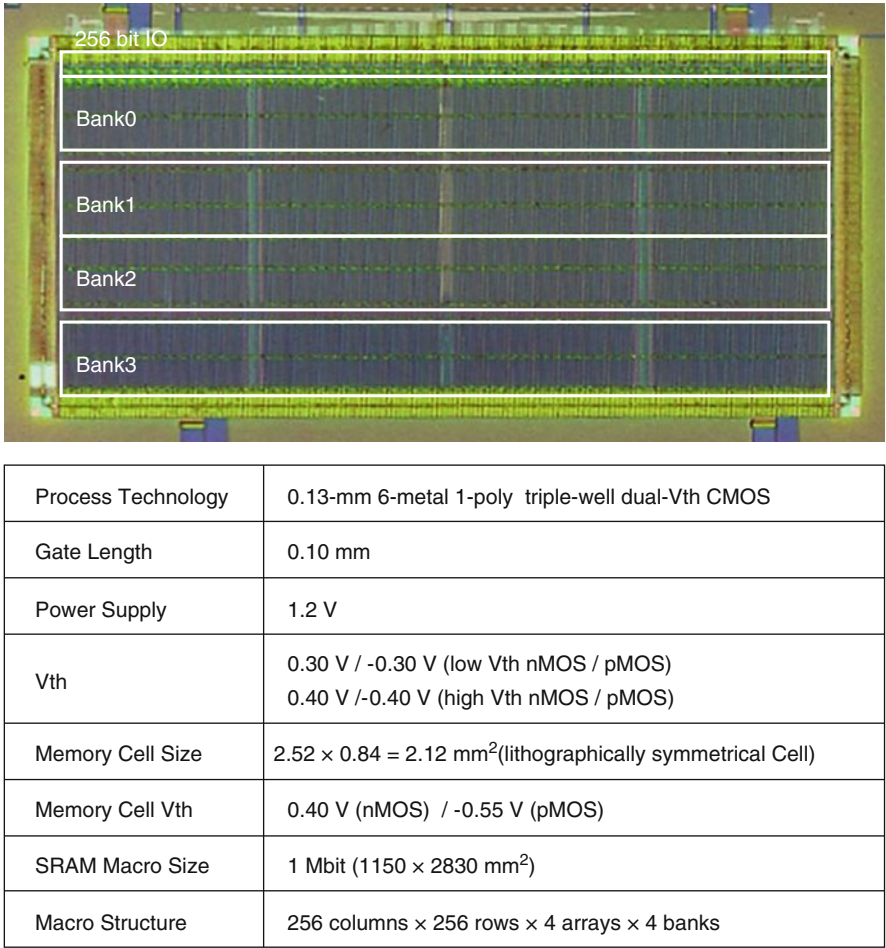 256 bit IO
Bank0
Bank1
Bank2
Bank3
Process Technology 0.13-mm 6-metal 1-poly triple-well dual-Vth CMOS
Gate Length 0.10 mm
Power Supply 1.2 V
Vth 0.30 V / -0.30 V (low Vth nMOS / pMOS)
0.40 V /-0.40 V (high Vth nMOS / pMOS)
Memory Cell Size 2.52 × 0.84 = 2.12 mm²(lithographically symmetrical Cell)
Memory Cell Vth 0.40 V (nMOS) / -0.55 V (pMOS)
SRAM Macro Size 1 Mbit (1150 × 2830 mm²)
Macro Structure 256 columns × 256 rows × 4 arrays × 4 banks